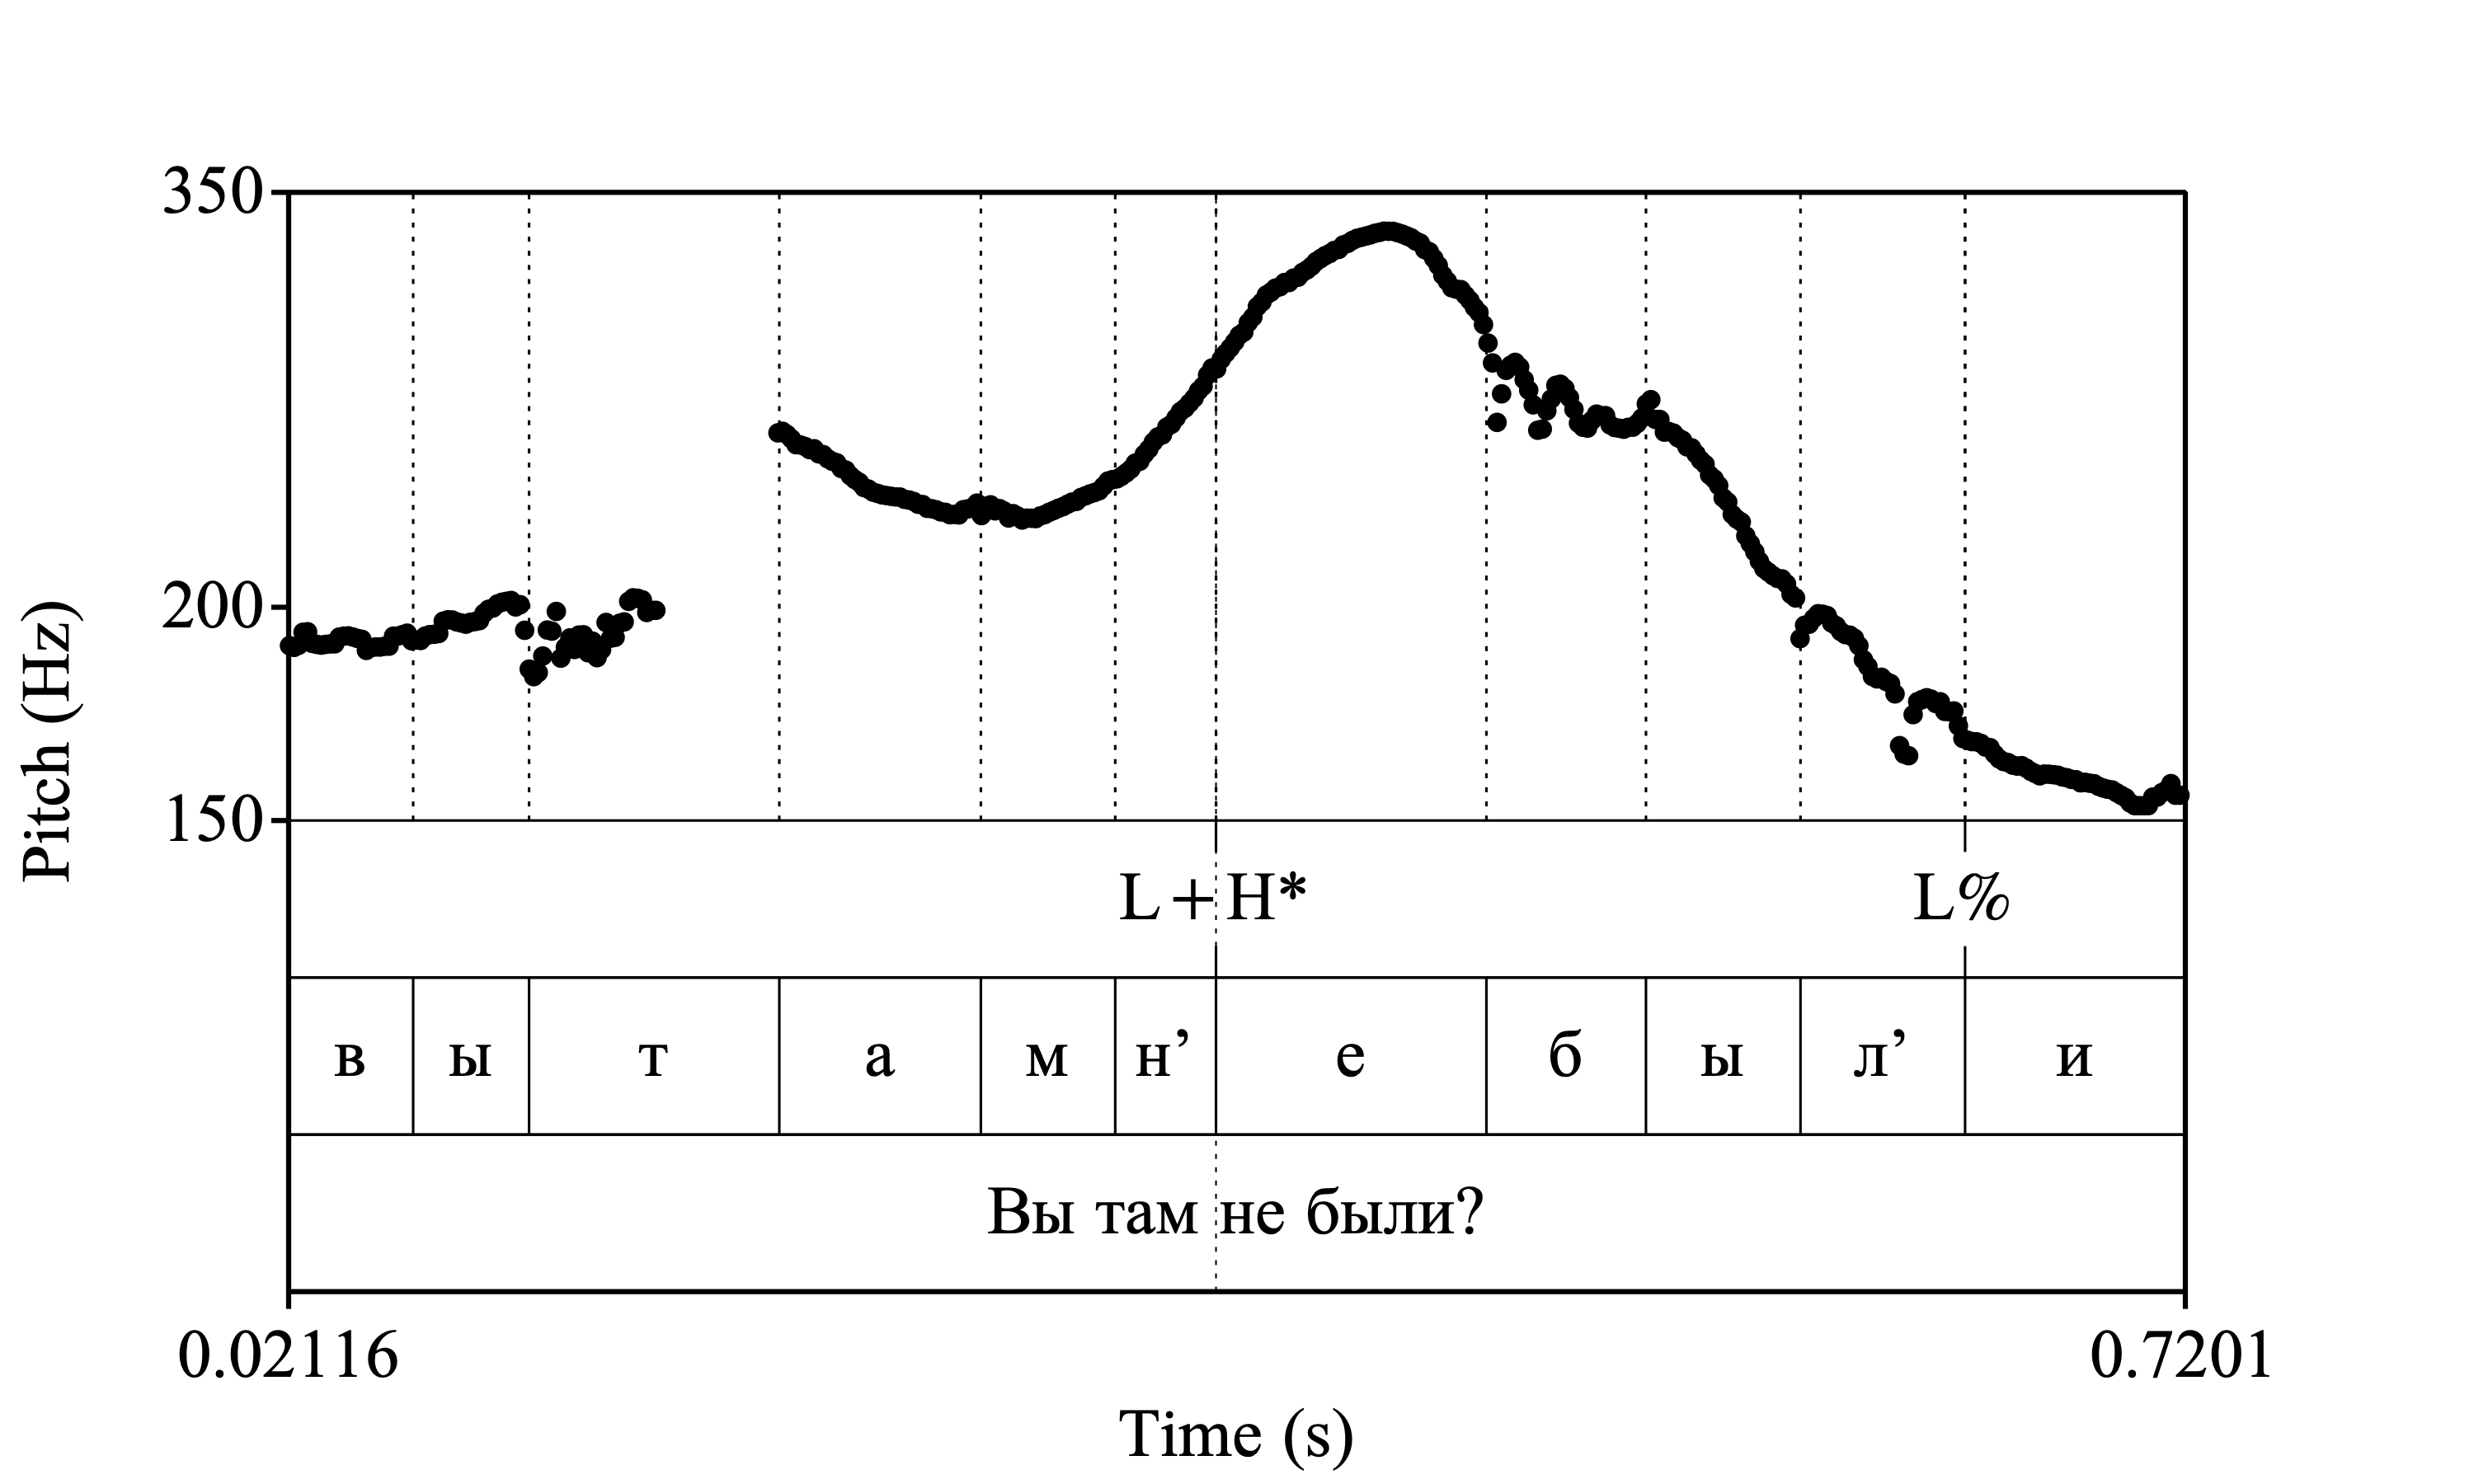 350
200
150
Pitch (Hz)
L+H* L%
в ы т а м н’ е б ы л’ и
Вы там не были?
0.02116 0.7201
Time (s)